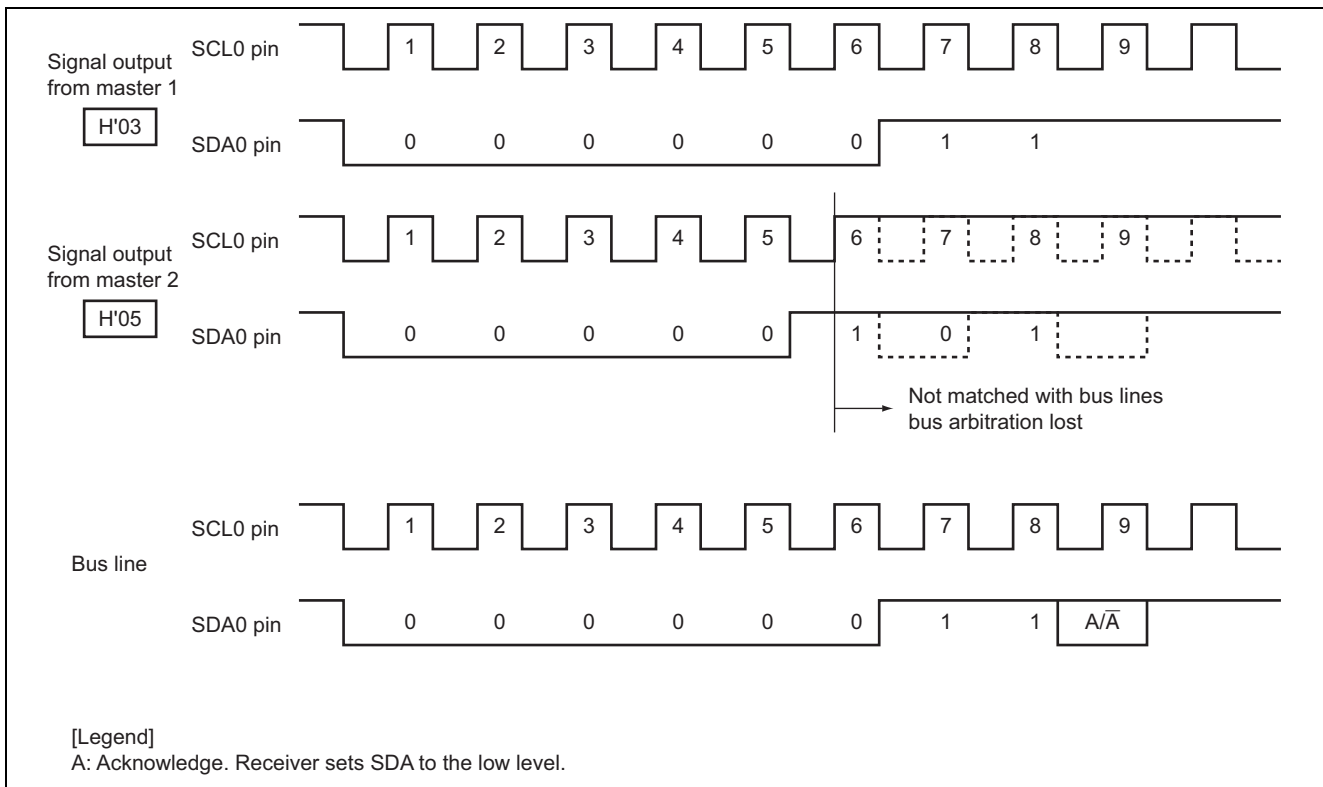 SCL0 pin 1 2 3 4 5 6 7 8 9
Signal output
from master 1
H'03
SDA0 pin 0 0 0 0 0 0 1 1
SCL0 pin 1 2 3 4 5 6 7 8 9
Signal output
from master 2
H'05
SDA0 pin 0 0 0 0 0 1 0 1
Not matched with bus lines
bus arbitration lost
SCL0 pin 1 2 3 4 5 6 7 8 9
Bus line
SDA0 pin 0 0 0 0 0 0 1 1 A/A̅
[Legend]
A: Acknowledge. Receiver sets SDA to the low level.